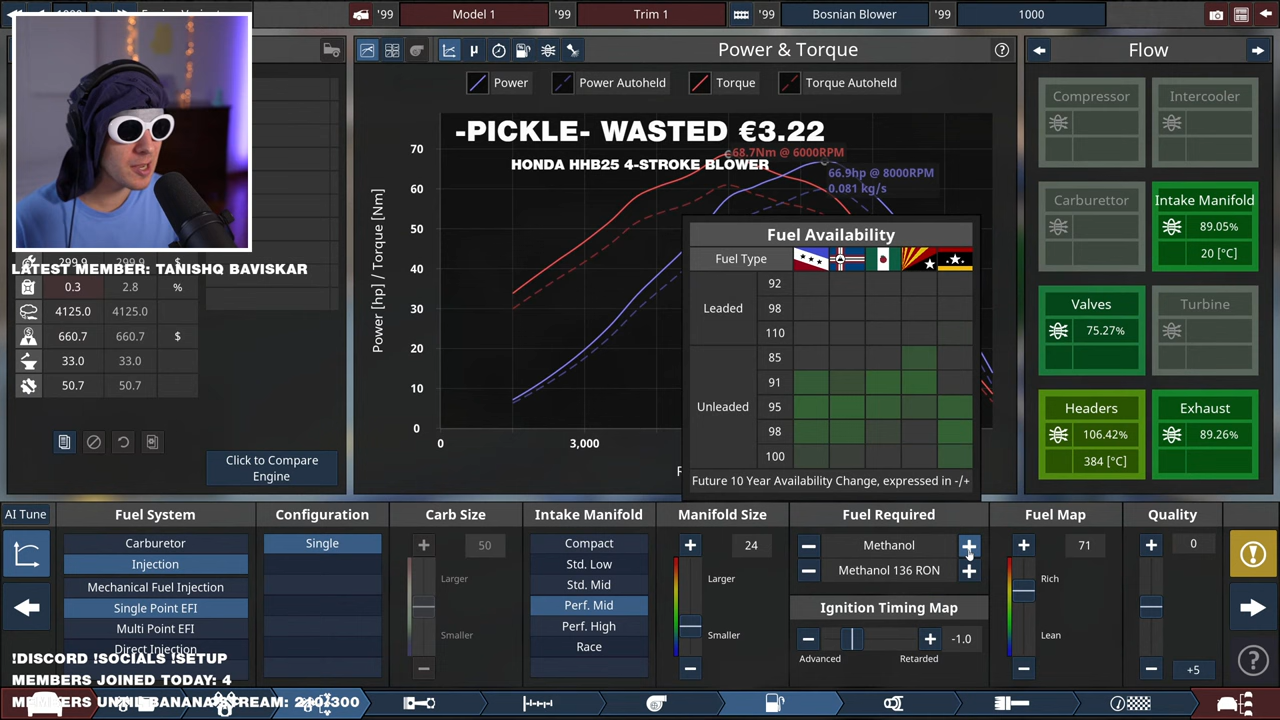 1000
'99
Model 1
'99
Trim 1
'99
Bosnian Blower
'99
1000
Power & Torque
?
Flow
Power
Power Autoheld
Torque
Torque Autoheld
-PICKLE- WASTED €3.22
HONDA HHB25 4-STROKE BLOWER
68.7Nm @ 6000RPM
66.9hp @ 8000RPM
0.081 kg/s
Power [hp] / Torque [Nm]
70
60
50
40
30
20
10
0
0
3,000
Fuel Availability
Fuel Type
Leaded
92
98
110
Unleaded
85
91
95
98
100
Future 10 Year Availability Change, expressed in -/+
Compressor
Intercooler
Carburettor
Intake Manifold
89.05%
20 [°C]
Valves
75.27%
Turbine
Headers
106.42%
384 [°C]
Exhaust
89.26%
LATEST MEMBER: TANISHQ BAVISKAR
0.3 2.8 %
4125.0 4125.0
660.7 660.7 $
33.0 33.0
50.7 50.7
Click to Compare
Engine
AI Tune
Fuel System
Carburetor
Injection
Mechanical Fuel Injection
Single Point EFI
Multi Point EFI
Direct Injection
Configuration
Single
Carb Size
50
Larger
Smaller
Intake Manifold
Compact
Std. Low
Std. Mid
Perf. Mid
Perf. High
Race
Manifold Size
24
Larger
Smaller
Fuel Required
Methanol
Methanol 136 RON
Ignition Timing Map
-1.0
Advanced
Retarded
Fuel Map
71
Rich
Lean
Quality
0
+5
?
!DISCORD !SOCIALS !SETUP
MEMBERS JOINED TODAY: 4